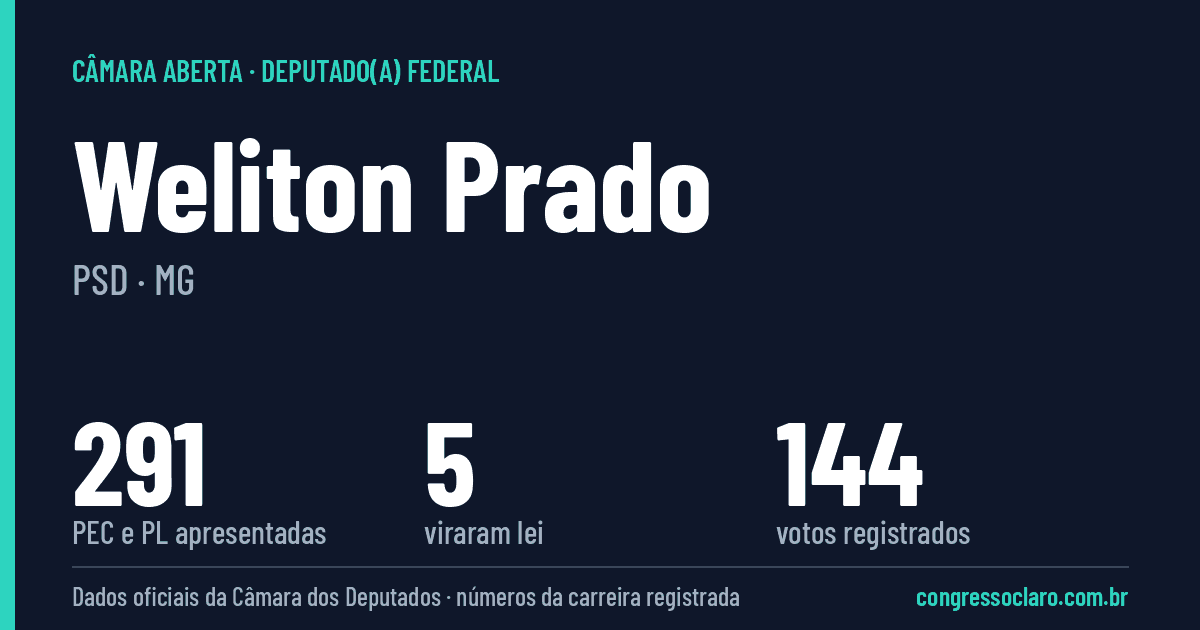 CÂMARA ABERTA · DEPUTADO(A) FEDERAL
Weliton Prado
PSD · MG
291 5 144
PEC e PL apresentadas viraram lei votos registrados
Dados oficiais da Câmara dos Deputados · números da carreira registrada congressoclaro.com.br